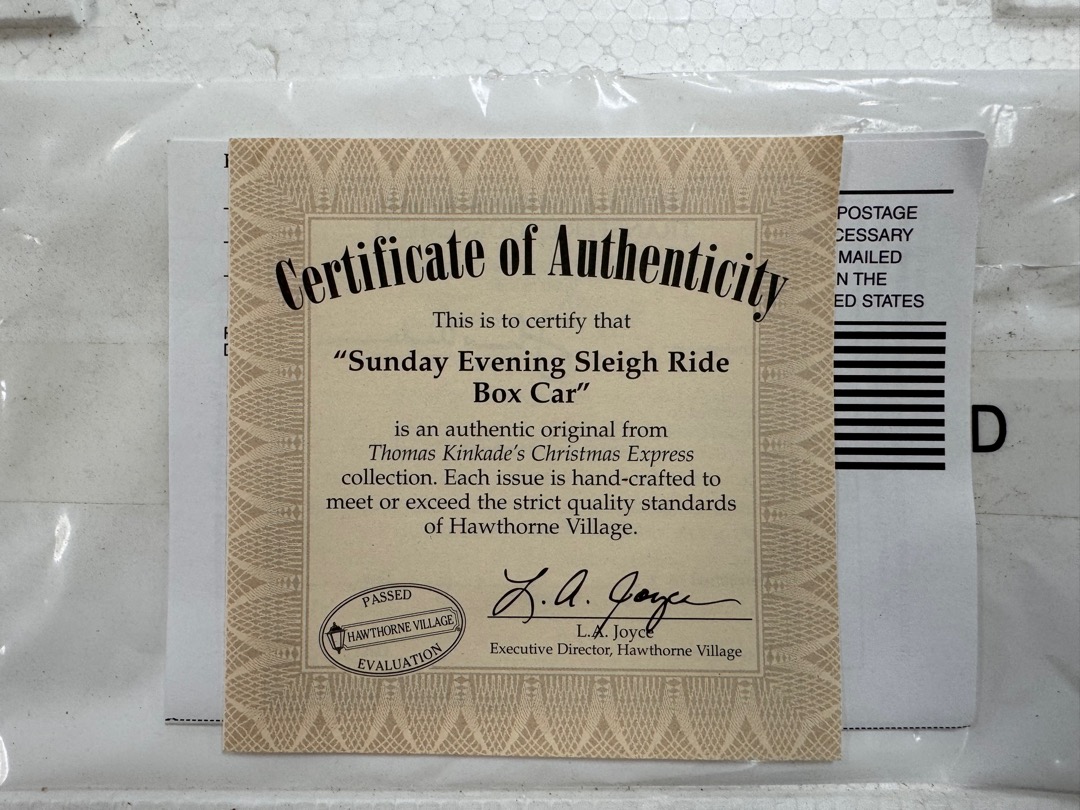 Certificate of Authenticity
This is to certify that
“Sunday Evening Sleigh Ride
Box Car”
is an authentic original from
Thomas Kinkade's Christmas Express
collection. Each issue is hand-crafted to
meet or exceed the strict quality standards
of Hawthorne Village.
PASSED
HAWTHORNE VILLAGE
EVALUATION
L. A. Joyce
L.A. Joyce
Executive Director, Hawthorne Village
POSTAGE
CESSARY
MAILED
N THE
ED STATES
D